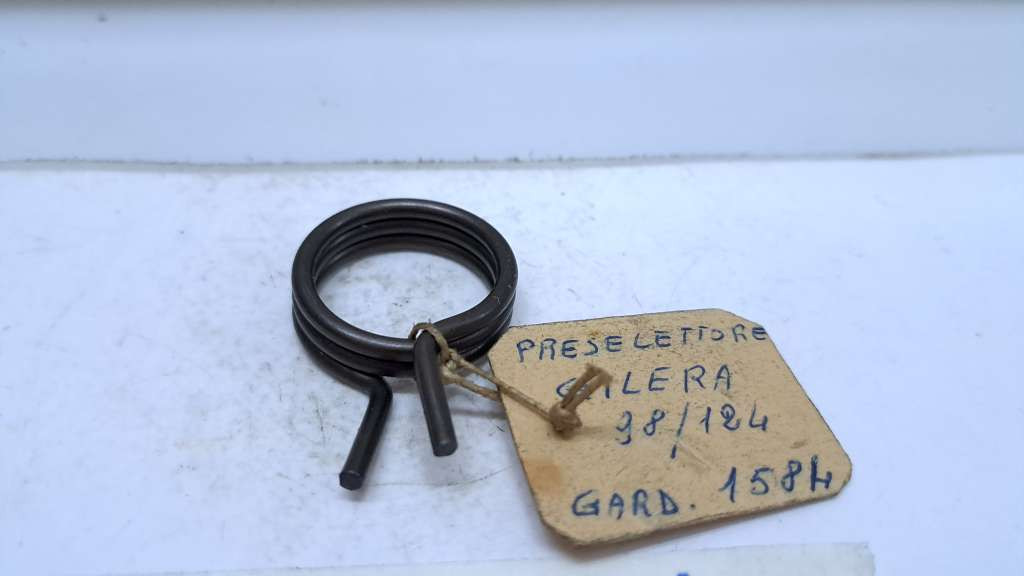 PRESELETTORE
GILERA
98/124
GARD. 1584